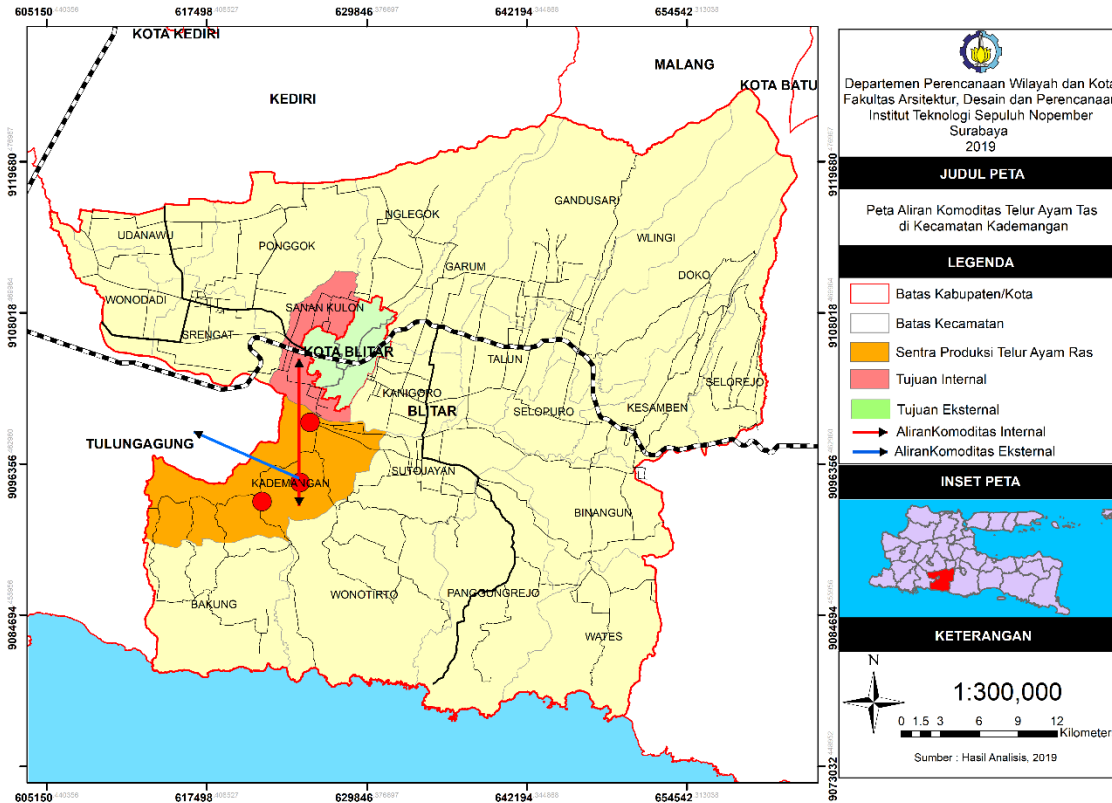 605150
617498
629846
642194
654542
KOTA KEDIRI
MALANG
KOTA BATU
KEDIRI
9119680
9119680
NGLEGOK
GANDUSARI
UDANAWU
PONGGOK
WLINGI
GARUM
DOKO
WONODADI
SANAN KULON
9108018
9108018
SRENGAT
KOTA BLITAR
TALUN
SELOREJO
KANIGORO
BLITAR
SELOPURO
KESAMBEN
TULUNGAGUNG
9096356
9096356
SUTOJAYAN
KADEMANGAN
BINANGUN
BAKUNG
WONOTIRTO
PANGGUNGREJO
9084694
9084694
WATES
9073032
9073032
605150
617498
629846
642194
654542
Departemen Perencanaan Wilayah dan Kota
Fakultas Arsitektur, Desain dan Perencanaan
Institut Teknologi Sepuluh Nopember
Surabaya
2019
JUDUL PETA
Peta Aliran Komoditas Telur Ayam Tas
di Kecamatan Kademangan
LEGENDA
Batas Kabupaten/Kota
Batas Kecamatan
Sentra Produksi Telur Ayam Ras
Tujuan Internal
Tujuan Eksternal
AliranKomoditas Internal
AliranKomoditas Eksternal
INSET PETA
KETERANGAN
N
1:300,000
0 1.5 3 6 9 12
Kilometer
Sumber : Hasil Analisis, 2019